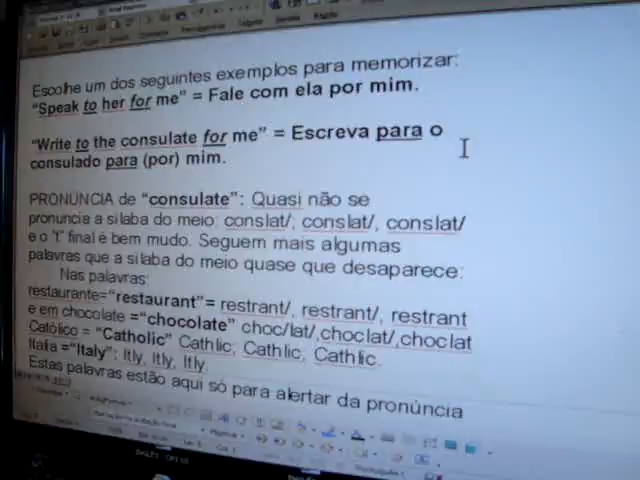 Escolhe um dos seguintes exemplos para memorizar:
“Speak to her for me” = Fale com ela por mim.
“Write to the consulate for me” = Escreva para o
consulado para (por) mim.
PRONÚNCIA de “consulate”: Quasi não se
pronuncia a silaba do meio: conslat/; conslat/, conslat/
e o “t” final é bem mudo. Seguem mais algumas
palavras que a silaba do meio quase que desaparece:
Nas palavras:
restaurante=“restaurant”= restrant/, restrant/, restrant
e em chocolate =“chocolate” choc/lat/,choclat/,choclat
Católico = “Catholic” Cathlic, Cathlic, Cathlic.
Italia =“Italy”: Itly, Itly, Itly.
Estas palavras estão aqui só para alertar da pronúncia